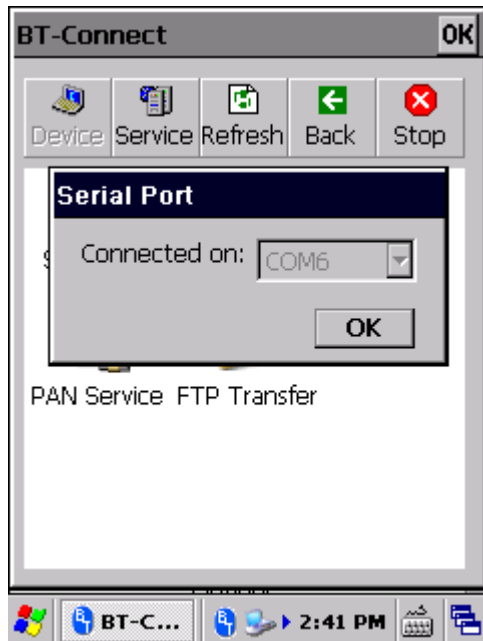 BT-Connect OK
Device Service Refresh Back Stop
Serial Port
Connected on: COM6
OK
PAN Service FTP Transfer
BT-C... 2:41 PM